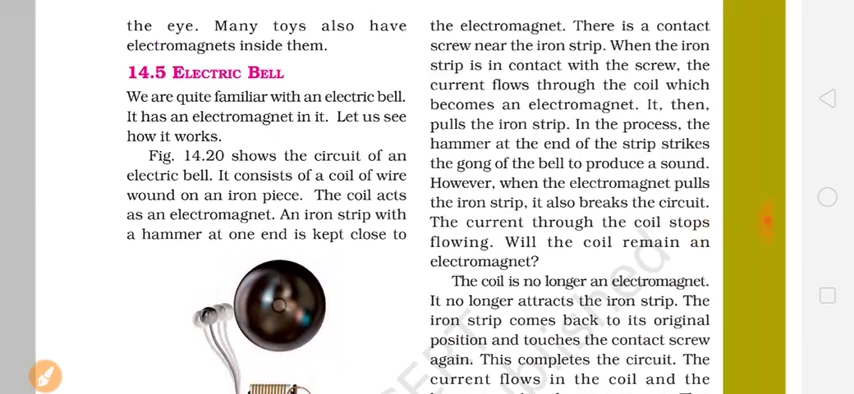 the eye. Many toys also have
electromagnets inside them.
14.5 ELECTRIC BELL
We are quite familiar with an electric bell.
It has an electromagnet in it. Let us see
how it works.
Fig. 14.20 shows the circuit of an
electric bell. It consists of a coil of wire
wound on an iron piece. The coil acts
as an electromagnet. An iron strip with
a hammer at one end is kept close to
the electromagnet. There is a contact
screw near the iron strip. When the iron
strip is in contact with the screw, the
current flows through the coil which
becomes an electromagnet. It, then,
pulls the iron strip. In the process, the
hammer at the end of the strip strikes
the gong of the bell to produce a sound.
However, when the electromagnet pulls
the iron strip, it also breaks the circuit.
The current through the coil stops
flowing. Will the coil remain an
electromagnet?
The coil is no longer an electromagnet.
It no longer attracts the iron strip. The
iron strip comes back to its original
position and touches the contact screw
again. This completes the circuit. The
current flows in the coil and the